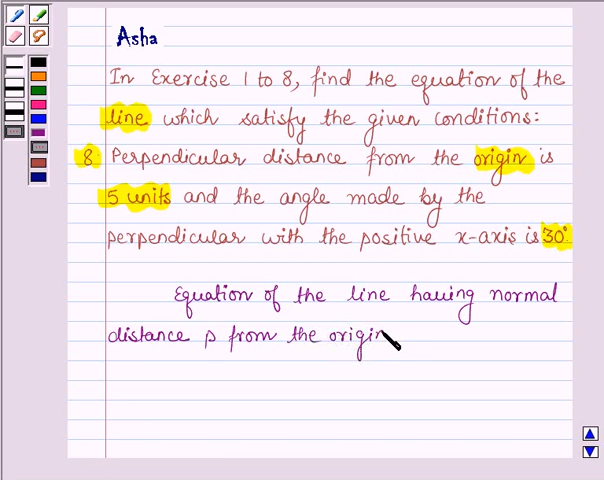 Asha
In Exercise 1 to 8, find the equation of the
line which satisfy the given conditions:
8 Perpendicular distance from the origin is
5 units and the angle made by the
perpendicular with the positive x-axis is 30°.
Equation of the line having normal
distance p from the origin